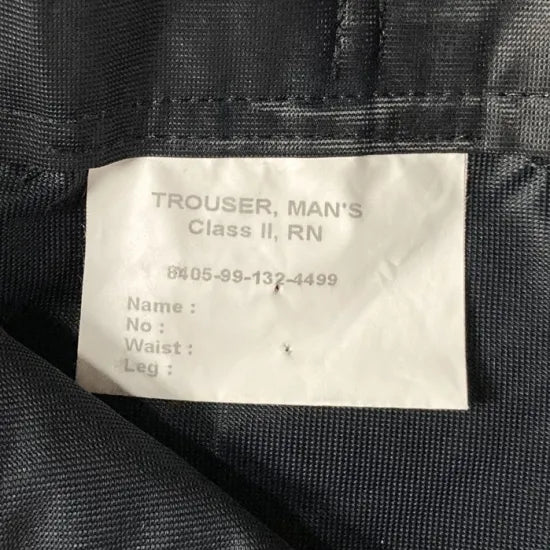 TROUSER, MAN'S
Class II, RN
8405-99-132-4499
Name :
No :
Waist :
Leg :